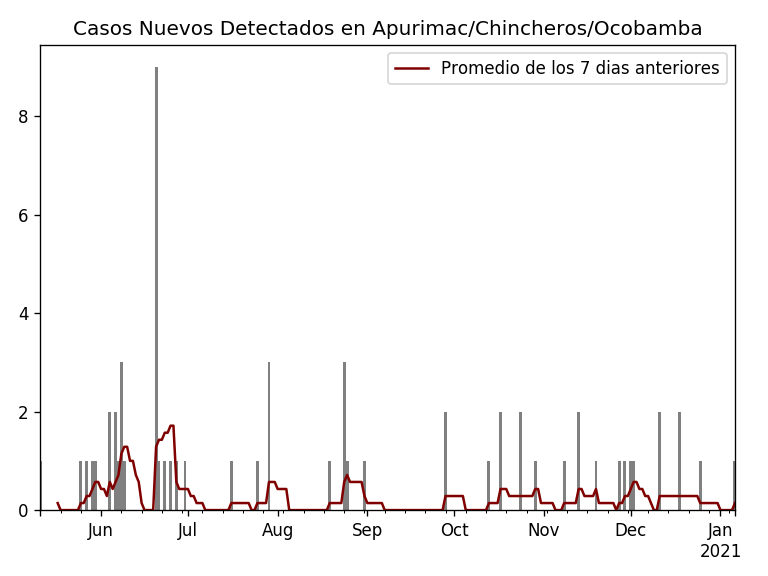 Casos Nuevos Detectados en Apurimac/Chincheros/Ocobamba
Promedio de los 7 dias anteriores
8
6
4
2
0
Jun Jul Aug Sep Oct Nov Dec Jan
2021